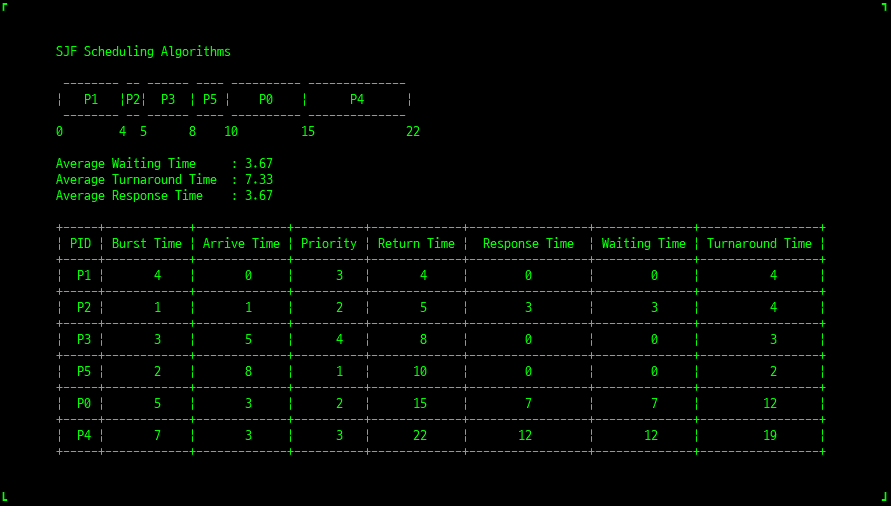 SJF Scheduling Algorithms
P1 P2 P3 P5 P0 P4
0 4 5 8 10 15 22
Average Waiting Time : 3.67
Average Turnaround Time : 7.33
Average Response Time : 3.67
PID Burst Time Arrive Time Priority Return Time Response Time Waiting Time Turnaround Time
P1 4 0 3 4 0 0 4
P2 1 1 2 5 3 3 4
P3 3 5 4 8 0 0 3
P5 2 8 1 10 0 0 2
P0 5 3 2 15 7 7 12
P4 7 3 3 22 12 12 19